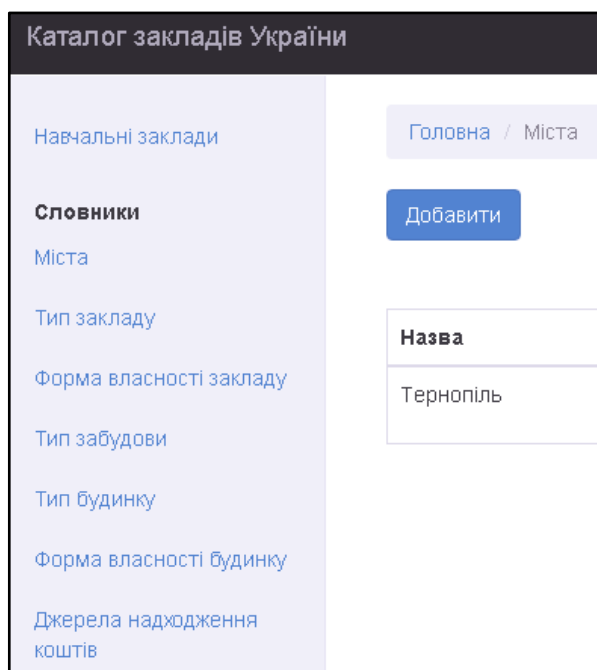 Каталог закладів України
Навчальні заклади
Словники
Міста
Тип закладу
Форма власності закладу
Тип забудови
Тип будинку
Форма власності будинку
Джерела надходження
коштів
Головна / Міста
Добавити
Назва
Тернопіль